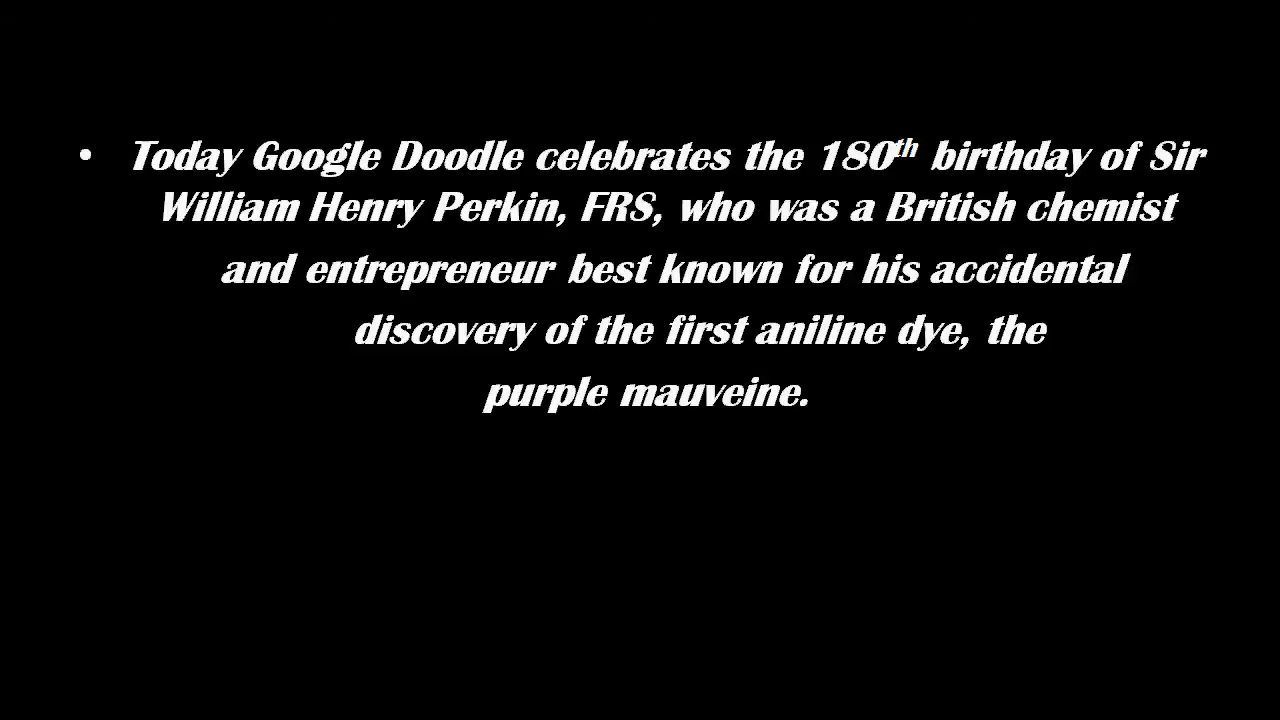 • Today Google Doodle celebrates the 180th birthday of Sir
William Henry Perkin, FRS, who was a British chemist
and entrepreneur best known for his accidental
discovery of the first aniline dye, the
purple mauveine.